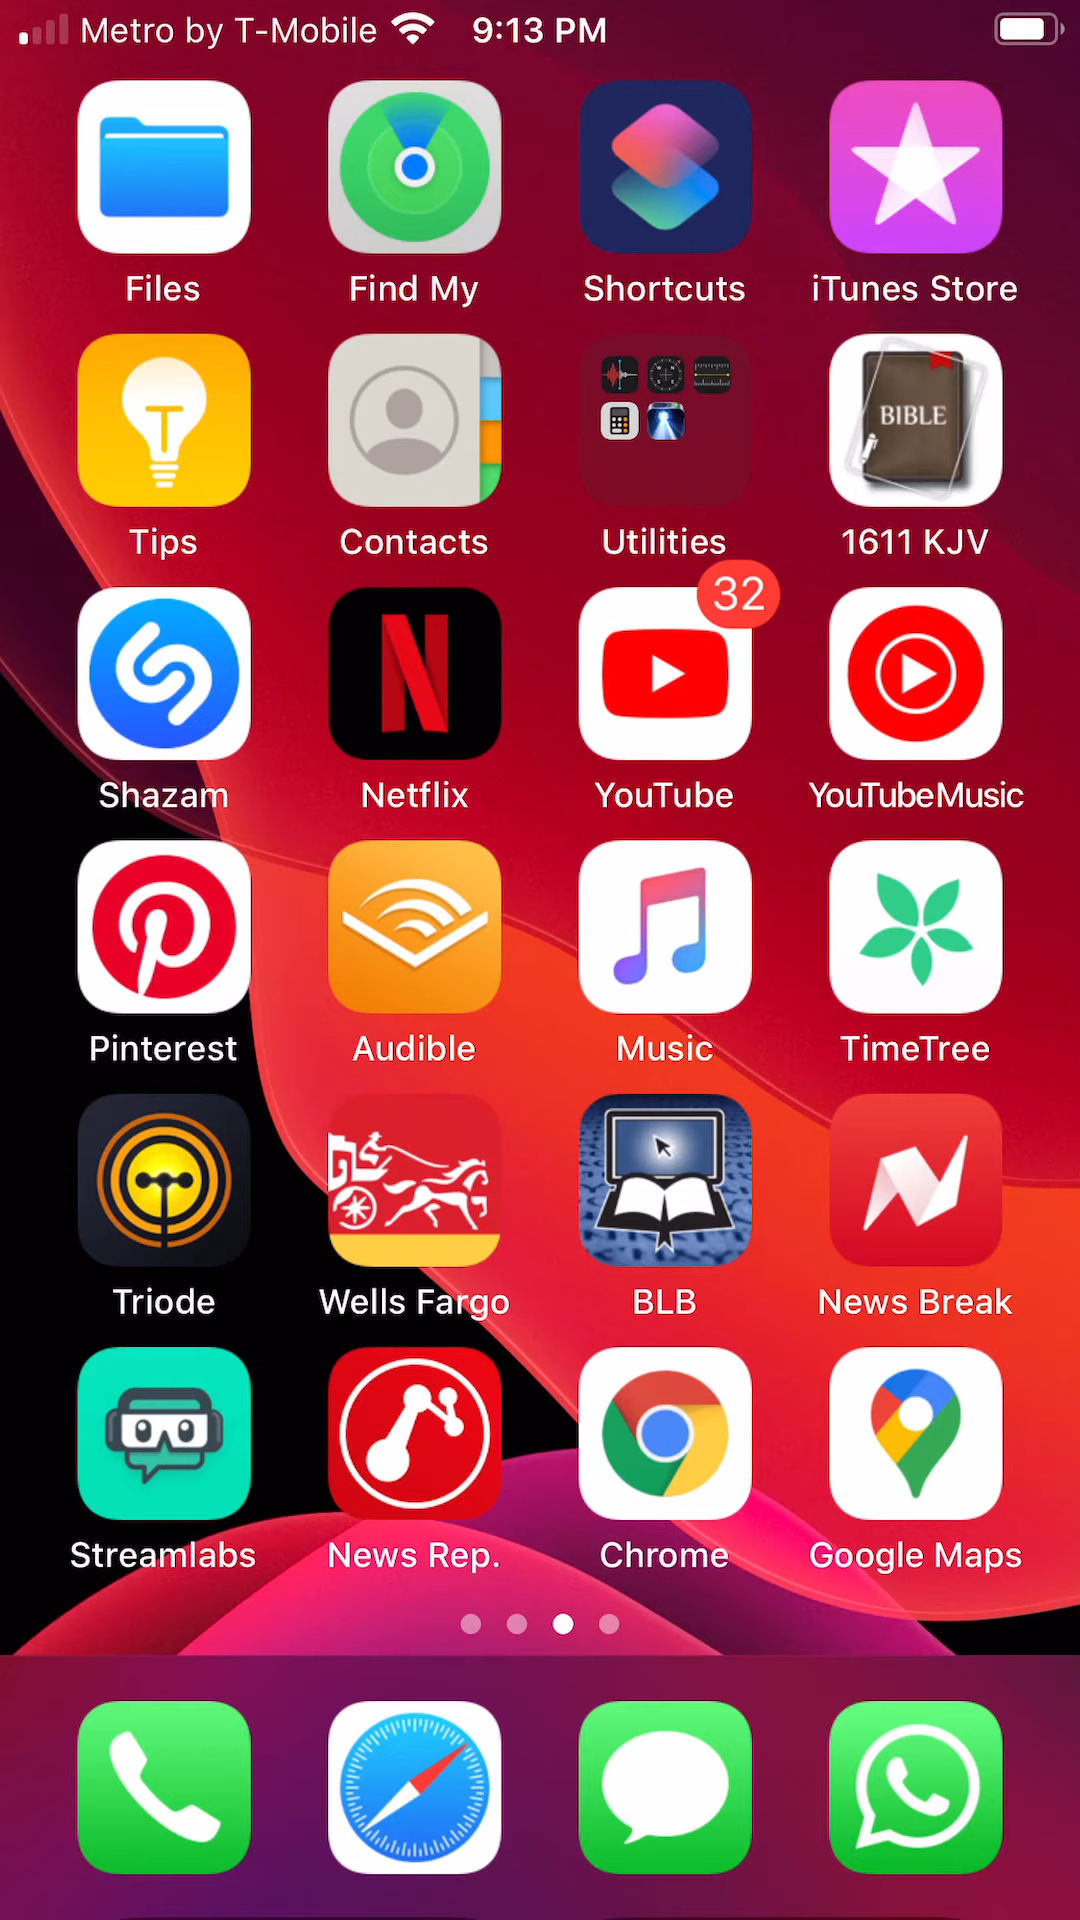 Metro by T-Mobile 9:13 PM
Files Find My Shortcuts iTunes Store
BIBLE
Tips Contacts Utilities 1611 KJV
32
Shazam Netflix YouTube YouTubeMusic
Pinterest Audible Music TimeTree
Triode Wells Fargo BLB News Break
Streamlabs News Rep. Chrome Google Maps